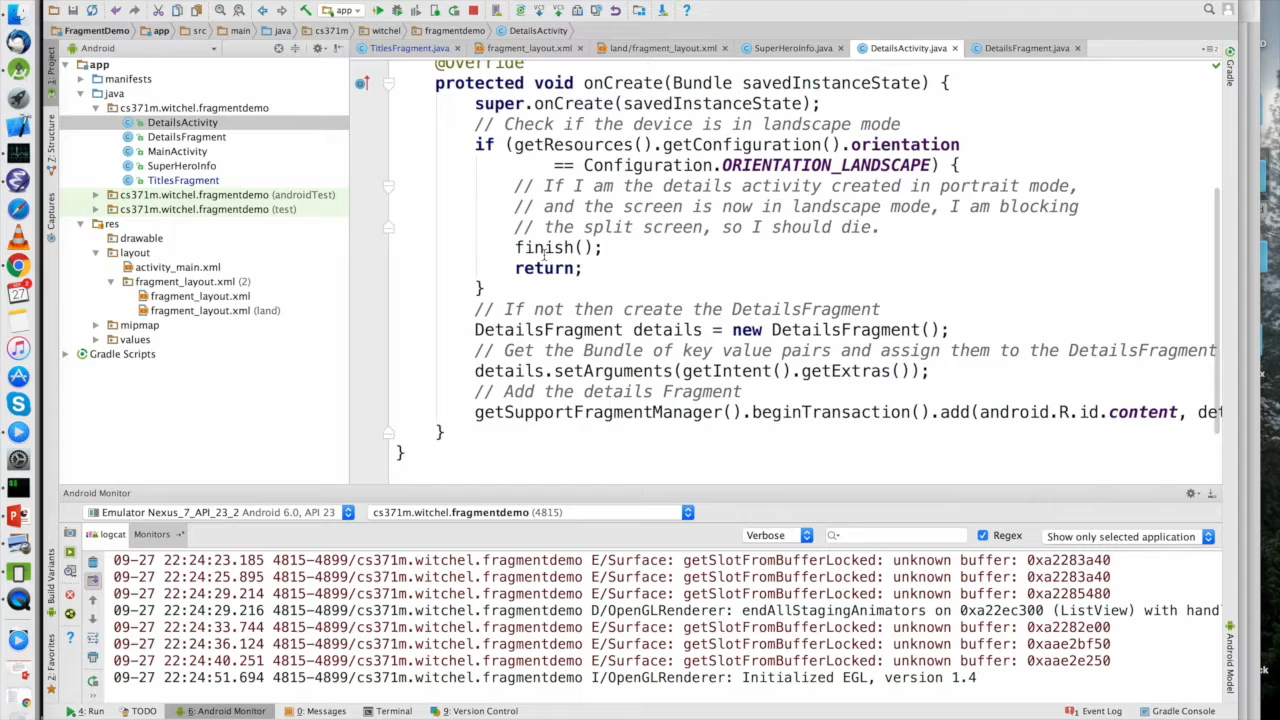 app
FragmentDemo app src main java cs371m witchel fragmentdemo DetailsActivity
Android
TitlesFragment.java
fragment_layout.xml
land/fragment_layout.xml
SuperHeroInfo.java
DetailsActivity.java
DetailsFragment.java
1: Project
7: Structure
Captures
Build Variants
2: Favorites
app
manifests
java
cs371m.witchel.fragmentdemo
DetailsActivity
DetailsFragment
MainActivity
SuperHeroInfo
TitlesFragment
cs371m.witchel.fragmentdemo (androidTest)
cs371m.witchel.fragmentdemo (test)
res
drawable
layout
activity_main.xml
fragment_layout.xml (2)
fragment_layout.xml
fragment_layout.xml (land)
mipmap
values
Gradle Scripts
@Override
protected void onCreate(Bundle savedInstanceState) {
super.onCreate(savedInstanceState);
// Check if the device is in landscape mode
if (getResources().getConfiguration().orientation
== Configuration.ORIENTATION_LANDSCAPE) {
// If I am the details activity created in portrait mode,
// and the screen is now in landscape mode, I am blocking
// the split screen, so I should die.
finish();
return;
}
// If not then create the DetailsFragment
DetailsFragment details = new DetailsFragment();
// Get the Bundle of key value pairs and assign them to the DetailsFragment
details.setArguments(getIntent().getExtras());
// Add the details Fragment
getSupportFragmentManager().beginTransaction().add(android.R.id.content, det
}
}
Gradle
Android Model
Android Monitor
Emulator Nexus_7_API_23_2 Android 6.0, API 23
cs371m.witchel.fragmentdemo (4815)
logcat
Monitors
Verbose
Regex
Show only selected application
09-27 22:24:23.185 4815-4899/cs371m.witchel.fragmentdemo E/Surface: getSlotFromBufferLocked: unknown buffer: 0xa2283a40
09-27 22:24:25.895 4815-4899/cs371m.witchel.fragmentdemo E/Surface: getSlotFromBufferLocked: unknown buffer: 0xa2283a40
09-27 22:24:29.214 4815-4899/cs371m.witchel.fragmentdemo E/Surface: getSlotFromBufferLocked: unknown buffer: 0xa2285480
09-27 22:24:29.216 4815-4899/cs371m.witchel.fragmentdemo D/OpenGLRenderer: endAllStagingAnimators on 0xa22ec300 (ListView) with handl
09-27 22:24:33.744 4815-4899/cs371m.witchel.fragmentdemo E/Surface: getSlotFromBufferLocked: unknown buffer: 0xa2282e00
09-27 22:24:36.124 4815-4899/cs371m.witchel.fragmentdemo E/Surface: getSlotFromBufferLocked: unknown buffer: 0xaae2bf50
09-27 22:24:40.251 4815-4899/cs371m.witchel.fragmentdemo E/Surface: getSlotFromBufferLocked: unknown buffer: 0xaae2e250
09-27 22:24:51.694 4815-4899/cs371m.witchel.fragmentdemo I/OpenGLRenderer: Initialized EGL, version 1.4
4: Run
TODO
6: Android Monitor
0: Messages
Terminal
9: Version Control
Event Log
Gradle Console